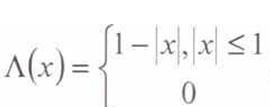 Λ(x) = {1 − |x|, |x| ≤ 1
0